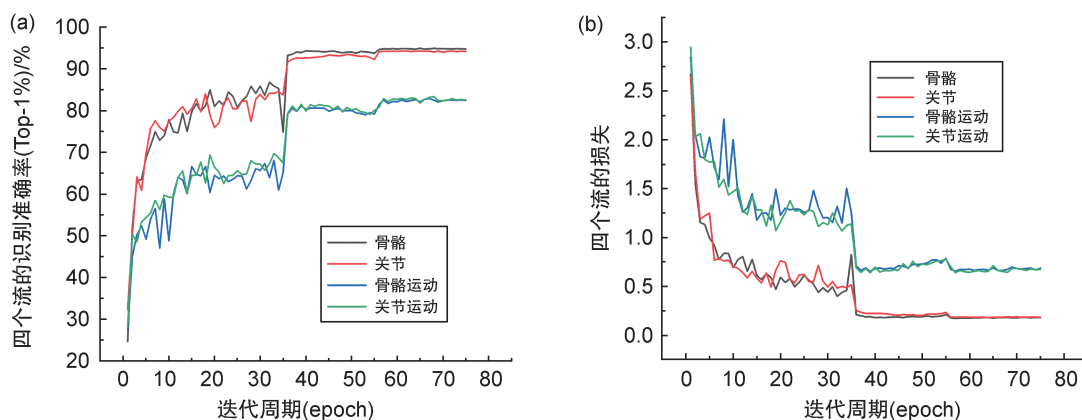 (a)
四个流的识别准确率(Top-1%)/%
100
90
80
70
60
50
40
30
20
骨骼
关节
骨骼运动
关节运动
0 10 20 30 40 50 60 70 80
迭代周期(epoch)
(b)
四个流的损失
3.0
2.5
2.0
1.5
1.0
0.5
0.0
骨骼
关节
骨骼运动
关节运动
0 10 20 30 40 50 60 70 80
迭代周期(epoch)